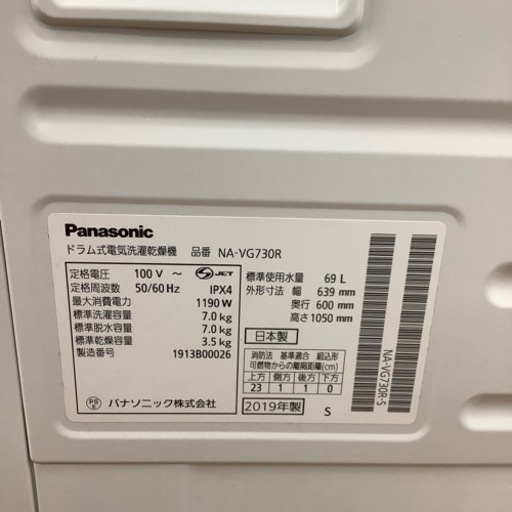 Panasonic
ドラム式電気洗濯乾燥機 品番 NA-VG730R
定格電圧 100 V ～ S JET
定格周波数 50/60 Hz IPX4
最大消費電力 1190 W
標準洗濯容量 7.0 kg
標準脱水容量 7.0 kg
標準乾燥容量 3.5 kg
製造番号 1913B00026
PS E パナソニック株式会社
標準使用水量 69 L
外形寸法 幅 639 mm
奥行 600 mm
高さ 1050 mm
日本製
消防法 基準適合 組込形
可燃物からの離隔距離(cm)
上方 側方 後方 下方
23 1 1 0
2019年製 S
NA-VG730R-S